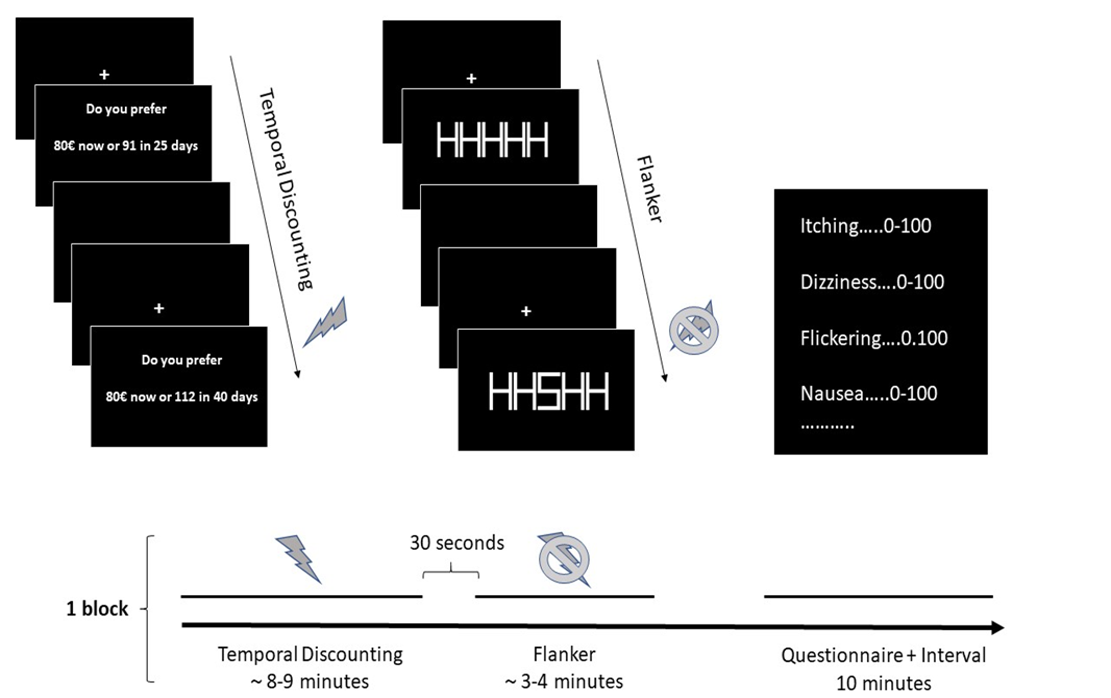 +
Do you prefer
80€ now or 91 in 25 days
+
Do you prefer
80€ now or 112 in 40 days
Temporal Discounting
+
HHHHH
+
HHSHH
Flanker
Itching.....0-100
Dizziness....0-100
Flickering....0.100
Nausea.....0-100
...........
1 block
30 seconds
Temporal Discounting
~ 8-9 minutes
Flanker
~ 3-4 minutes
Questionnaire + Interval
10 minutes